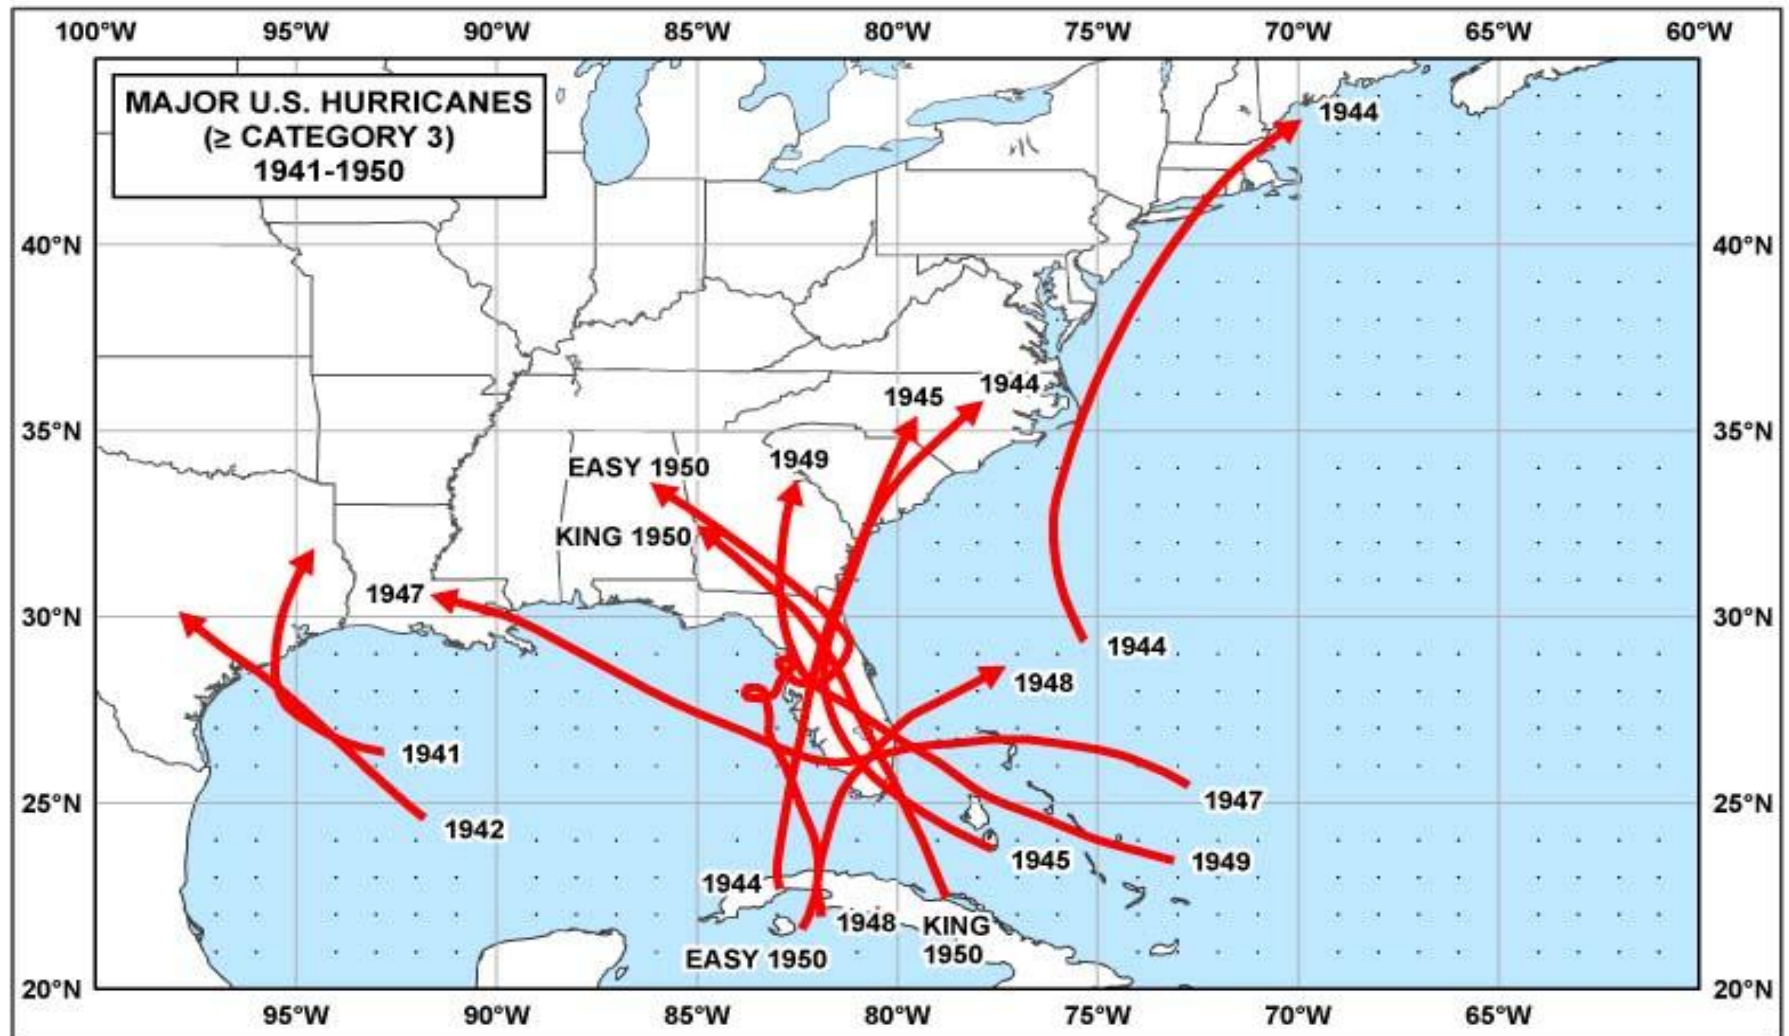 100°W 95°W 90°W 85°W 80°W 75°W 70°W 65°W 60°W
MAJOR U.S. HURRICANES
(≥ CATEGORY 3)
1941-1950
1944
40°N 40°N
1945 1944
35°N 35°N
EASY 1950 1949
KING 1950
1947
30°N 30°N
1944
1948
1941
1947
25°N 25°N
1942
1945 1949
1944
1948 KING
1950
EASY 1950
20°N 20°N
95°W 90°W 85°W 80°W 75°W 70°W 65°W